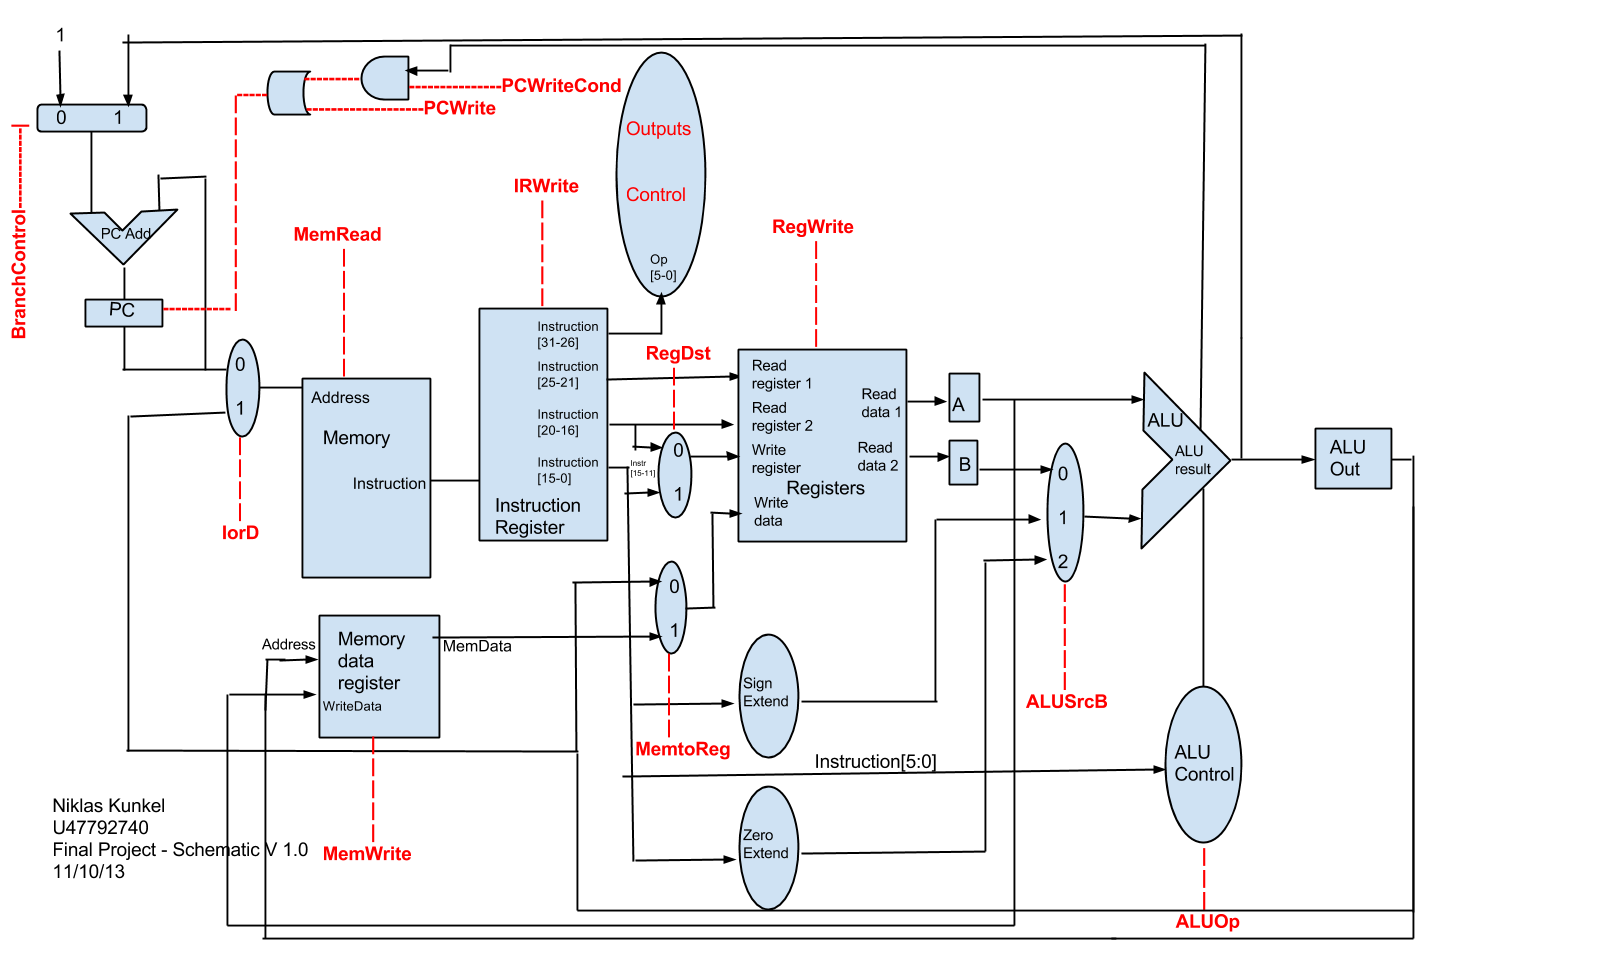 1
0 1
PCWriteCond
PCWrite
Outputs
Control
Op
[5-0]
BranchControl
PC Add
PC
MemRead
IRWrite
RegWrite
RegDst
0
1
IorD
Address
Memory
Instruction
Instruction
[31-26]
Instruction
[25-21]
Instruction
[20-16]
Instruction
[15-0]
Instruction
Register
Instr
[15-11]
0
1
Read
register 1
Read
register 2
Write
register
Write
data
Read
data 1
Read
data 2
Registers
A
B
0
1
2
ALUSrcB
ALU
ALU
result
ALU
Out
0
1
MemtoReg
Address
Memory
data
register
WriteData
MemData
MemWrite
Sign
Extend
Instruction[5:0]
Zero
Extend
ALU
Control
ALUOp
Niklas Kunkel
U47792740
Final Project - Schematic V 1.0
11/10/13